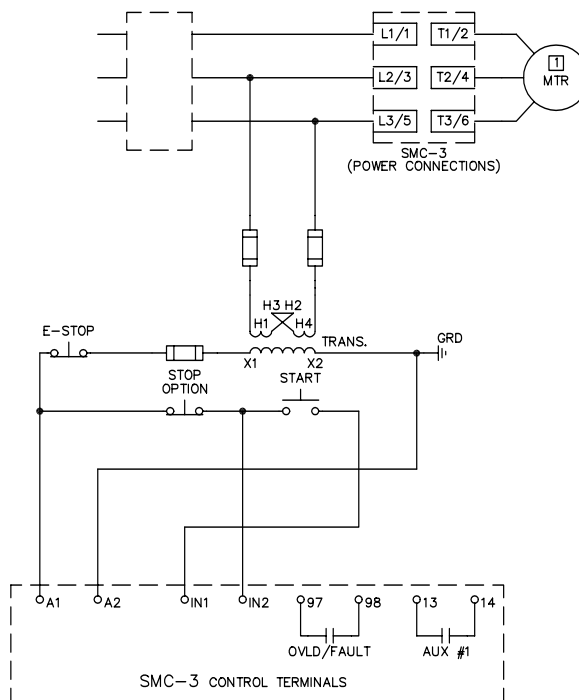 L1/1 T1/2
1
L2/3 T2/4 MTR
L3/5 T3/6
SMC-3
(POWER CONNECTIONS)
H3 H2
H1 H4
E-STOP TRANS. GRD
X1 X2
STOP
OPTION
START
A1 A2 IN1 IN2 97 98 13 14
OVLD/FAULT AUX #1
SMC-3 CONTROL TERMINALS